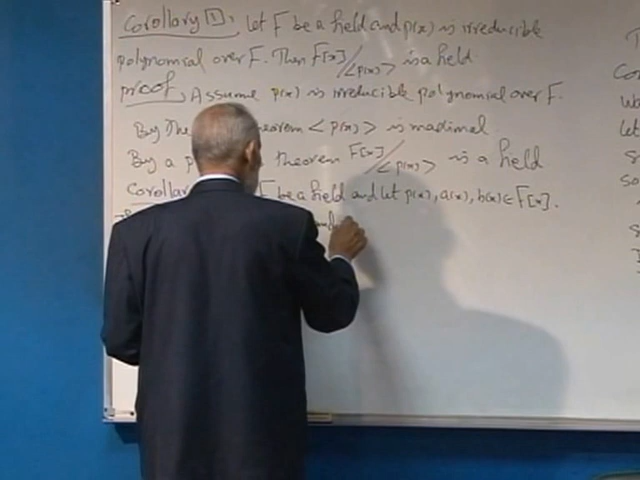 Corollary 1, Let F be a field and p(x) is irreducible
polynomial over F. Then F[x]/<p(x)> is a field
proof, Assume p(x) is irreducible polynomial over F.
By the theorem <p(x)> is maximal
By a p theorem F[x]/<p(x)> is a field
Corollar F be a field and let p(x), a(x), b(x) ∈ F[x].